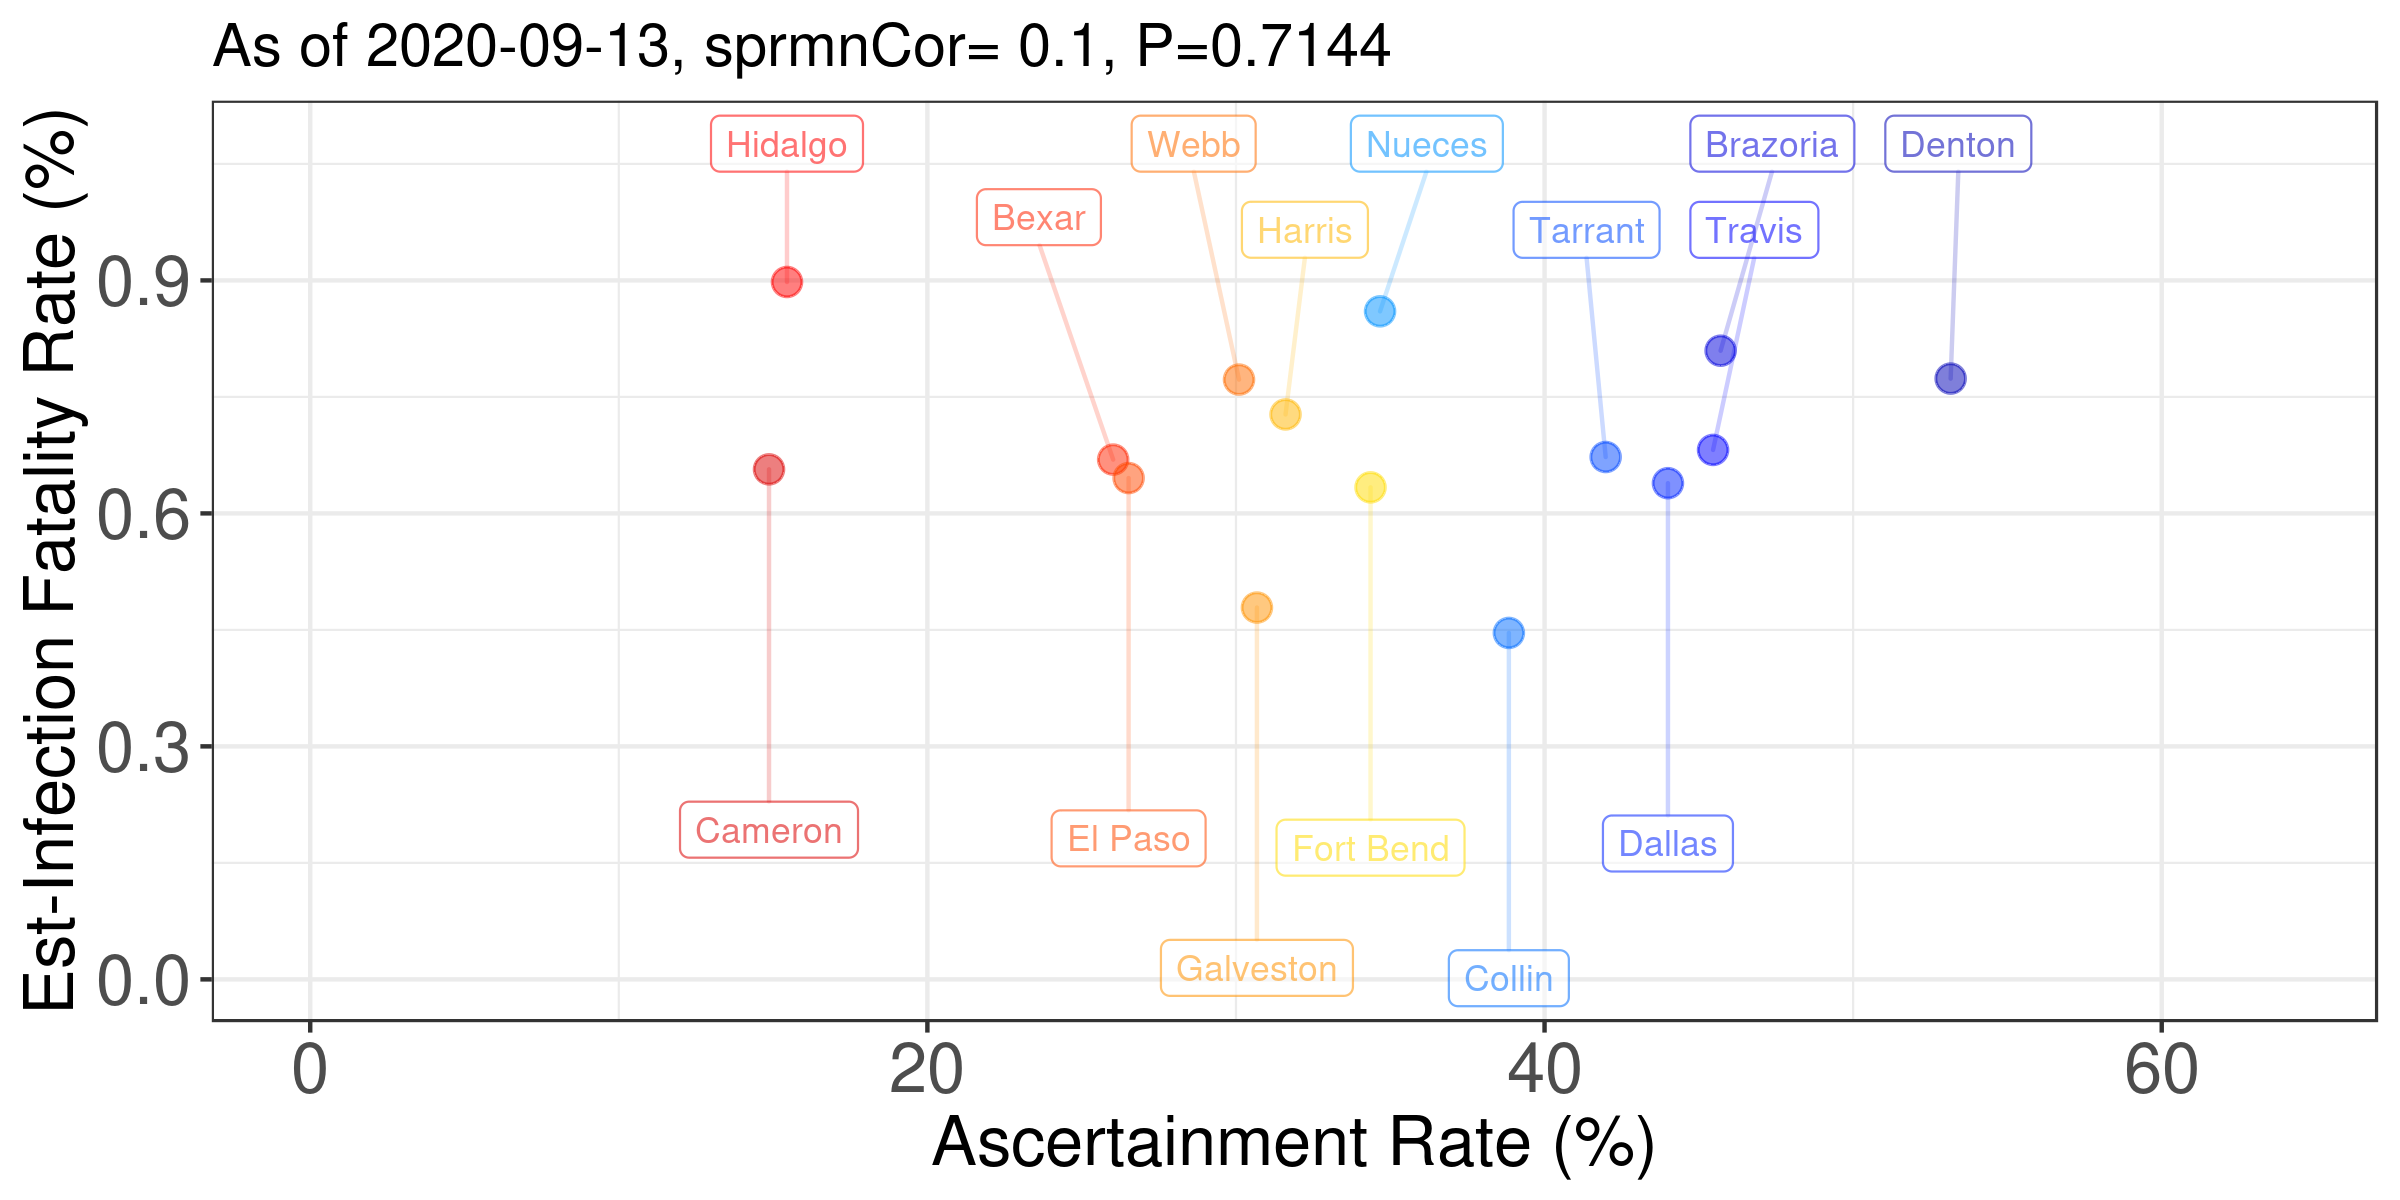 As of 2020-09-13, sprmnCor= 0.1, P=0.7144
Est-Infection Fatality Rate (%)
0.9
0.6
0.3
0.0
Hidalgo
Webb
Nueces
Brazoria
Denton
Bexar
Harris
Tarrant
Travis
Cameron
El Paso
Fort Bend
Dallas
Galveston
Collin
0
20
40
60
Ascertainment Rate (%)